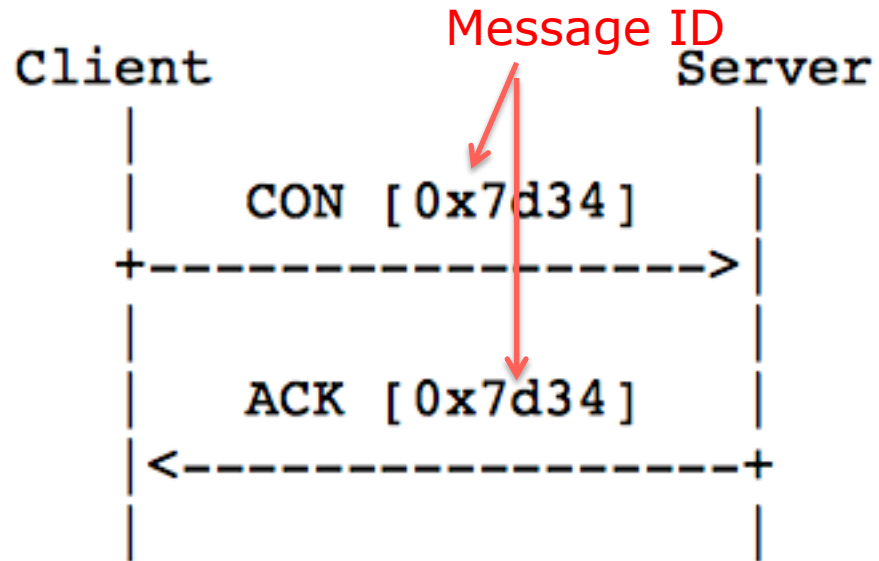 Message ID
Client Server
CON [0x7d34]
+------------------>|
ACK [0x7d34]
|<------------------+